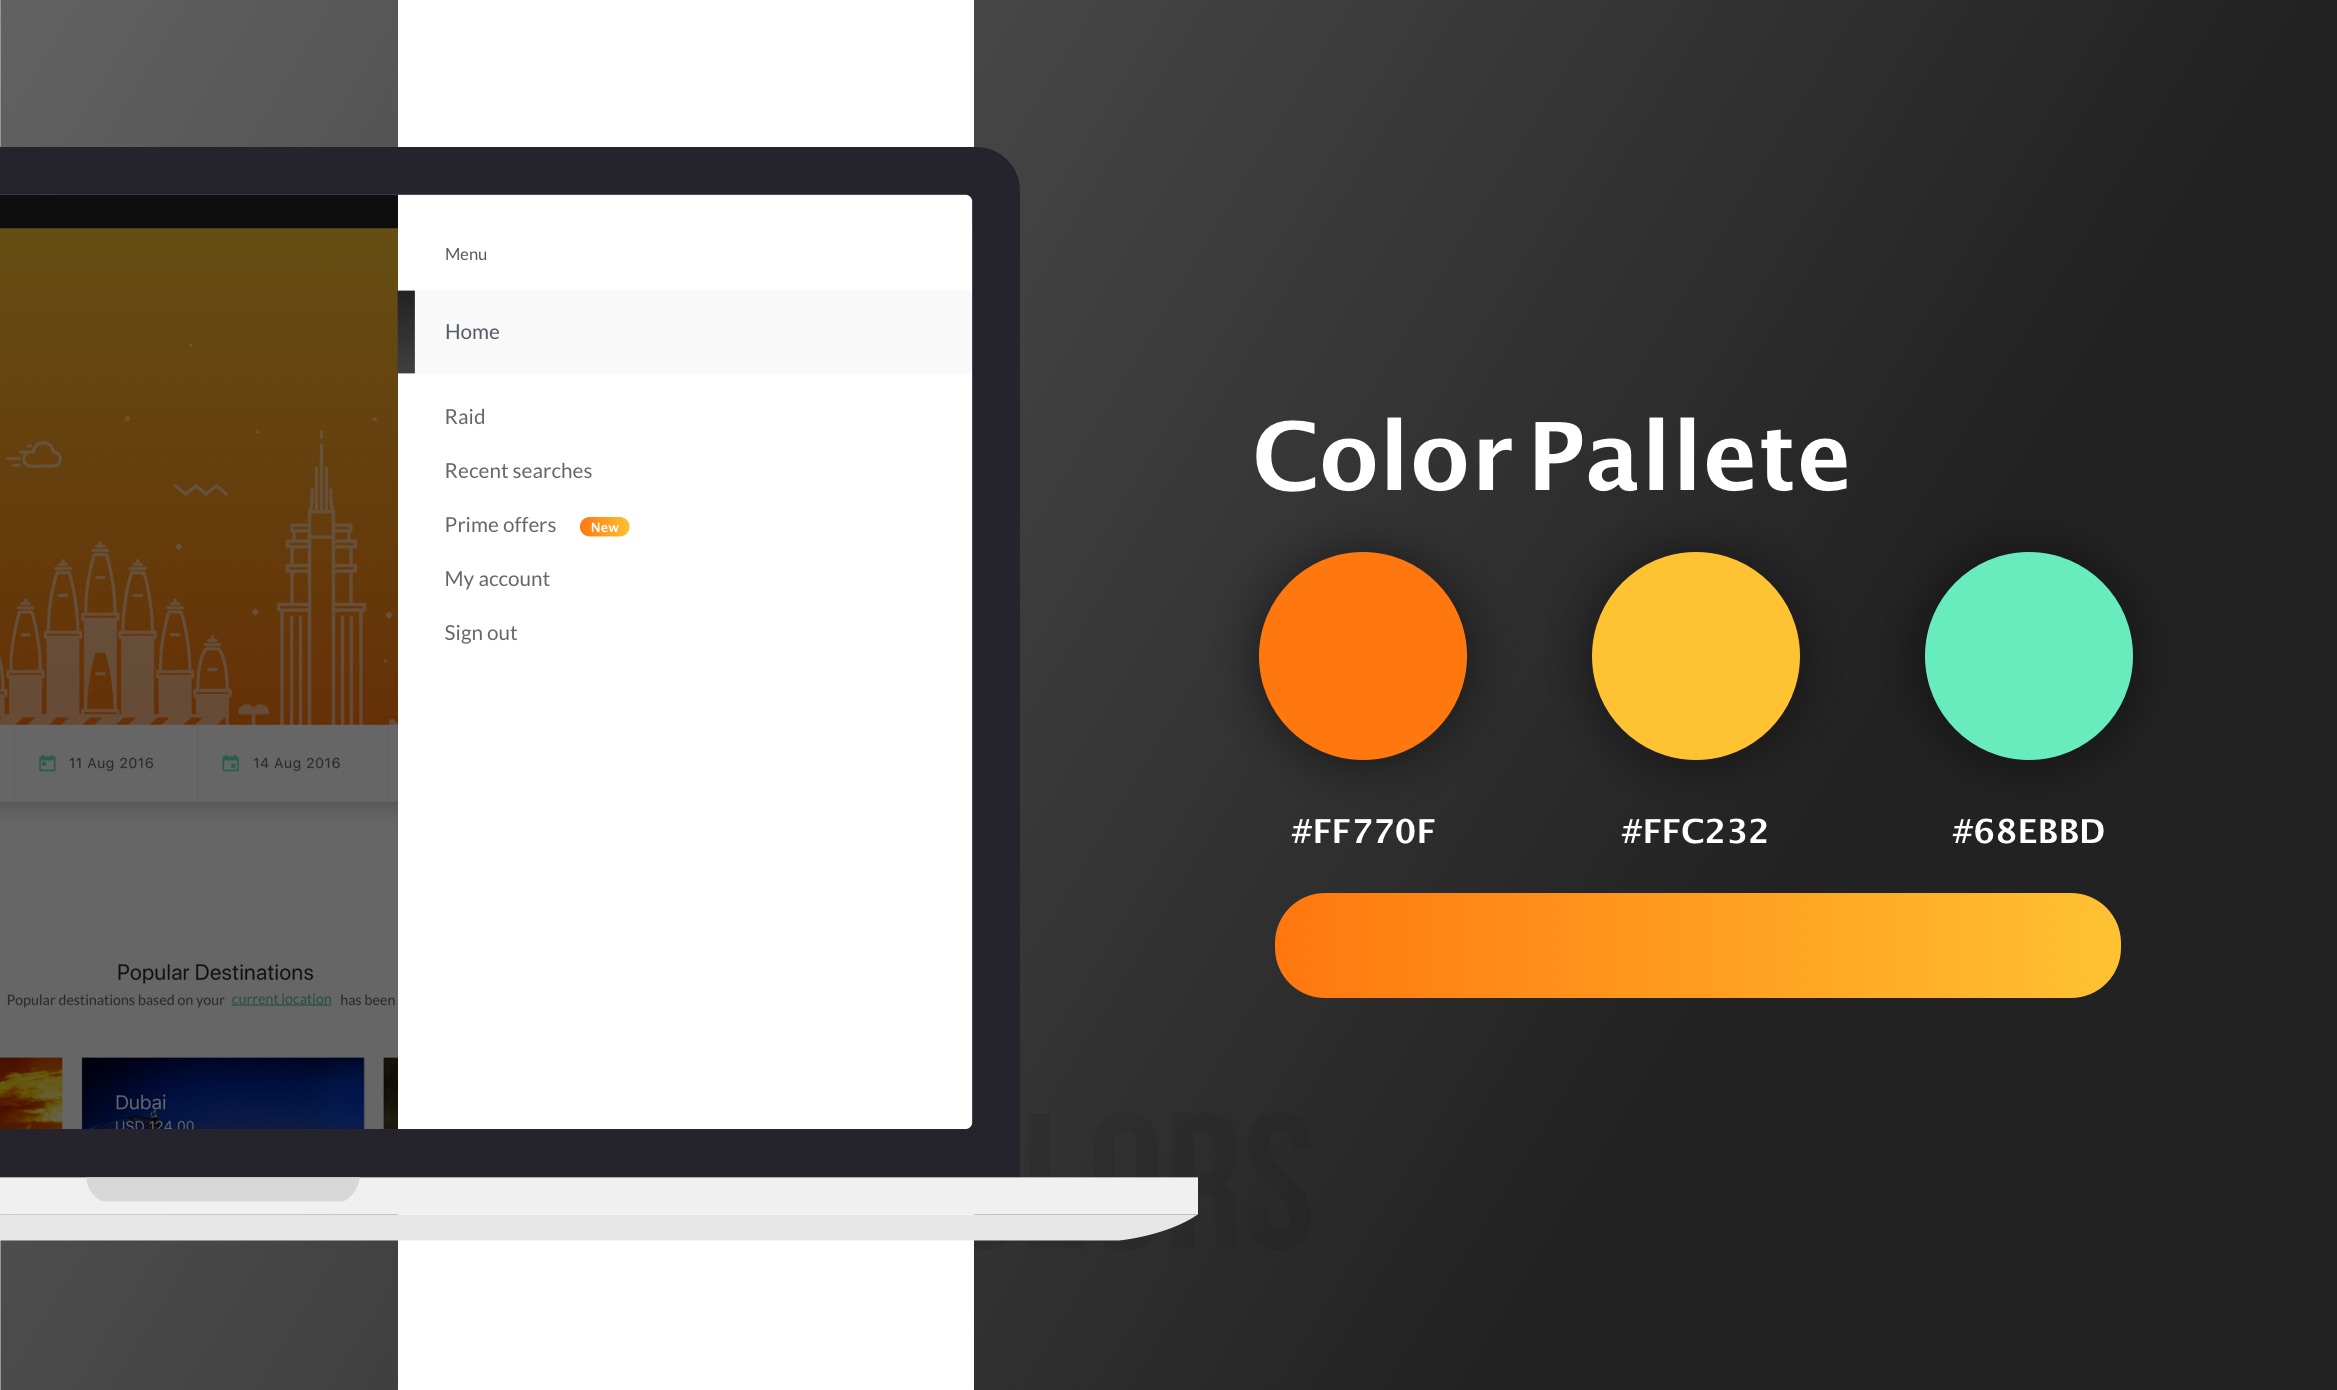 Menu
Home
Raid
Recent searches
Prime offers New
My account
Sign out
11 Aug 2016 14 Aug 2016
Popular Destinations
Popular destinations based on your current location has been
Dubai
USD 124.00
Color Pallete
#FF770F #FFC232 #68EBBD
LORS